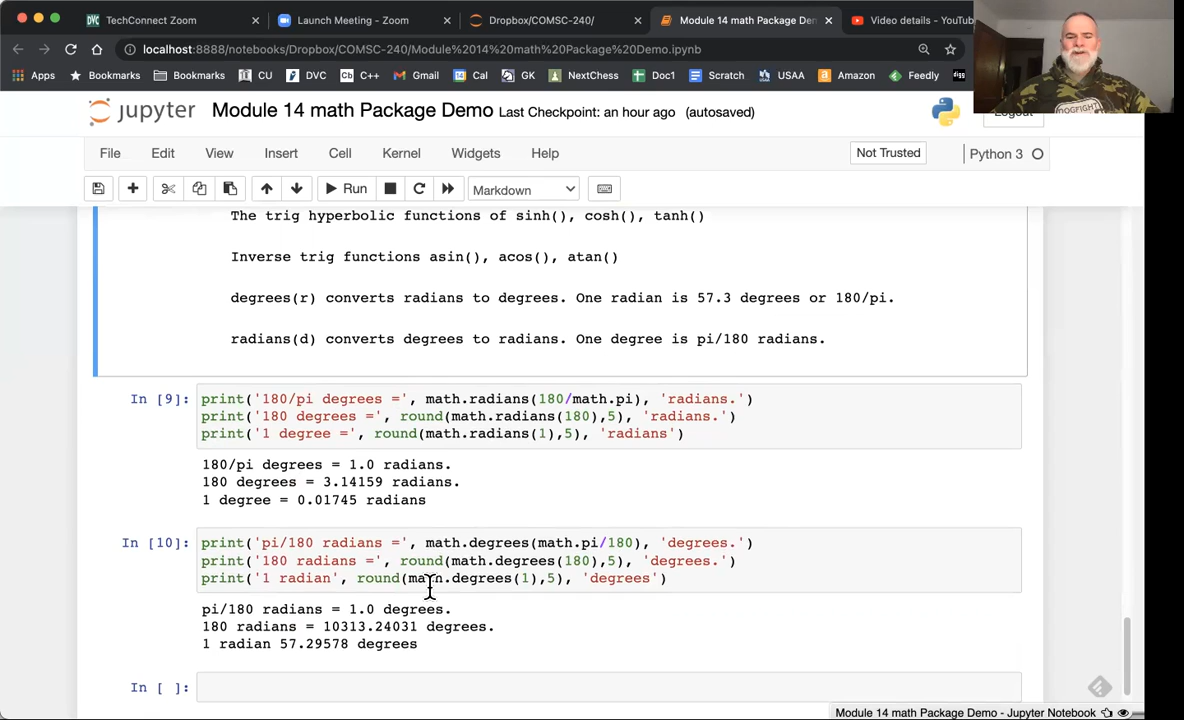 TechConnect Zoom
Launch Meeting - Zoom
Dropbox/COMSC-240/
Module 14 math Package Dem
Video details - YouTub
localhost:8888/notebooks/Dropbox/COMSC-240/Module%2014%20math%20Package%20Demo.ipynb
Apps Bookmarks Bookmarks CU DVC C++ Gmail Cal GK NextChess Doc1 Scratch USAA Amazon Feedly digg
jupyter Module 14 math Package Demo Last Checkpoint: an hour ago (autosaved)
DOGFIGHT
Logout
File Edit View Insert Cell Kernel Widgets Help Not Trusted Python 3
Run Markdown
The trig hyperbolic functions of sinh(), cosh(), tanh()
Inverse trig functions asin(), acos(), atan()
degrees(r) converts radians to degrees. One radian is 57.3 degrees or 180/pi.
radians(d) converts degrees to radians. One degree is pi/180 radians.
In [9]: print('180/pi degrees =', math.radians(180/math.pi), 'radians.')
print('180 degrees =', round(math.radians(180),5), 'radians.')
print('1 degree =', round(math.radians(1),5), 'radians')
180/pi degrees = 1.0 radians.
180 degrees = 3.14159 radians.
1 degree = 0.01745 radians
In [10]: print('pi/180 radians =', math.degrees(math.pi/180), 'degrees.')
print('180 radians =', round(math.degrees(180),5), 'degrees.')
print('1 radian', round(math.degrees(1),5), 'degrees')
pi/180 radians = 1.0 degrees.
180 radians = 10313.24031 degrees.
1 radian 57.29578 degrees
In [ ]:
Module 14 math Package Demo - Jupyter Notebook